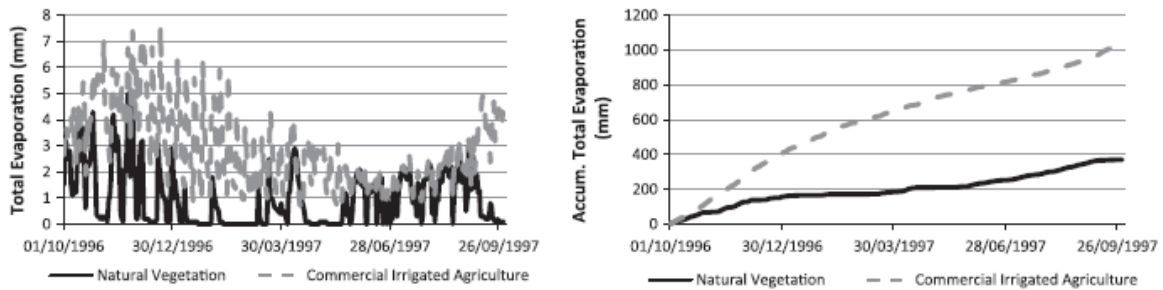 Total Evaporation (mm)
8
7
6
5
4
3
2
1
0
01/10/1996 30/12/1996 30/03/1997 28/06/1997 26/09/1997
Natural Vegetation Commercial Irrigated Agriculture
Accum. Total Evaporation
(mm)
1200
1000
800
600
400
200
0
01/10/1996 30/12/1996 30/03/1997 28/06/1997 26/09/1997
Natural Vegetation Commercial Irrigated Agriculture